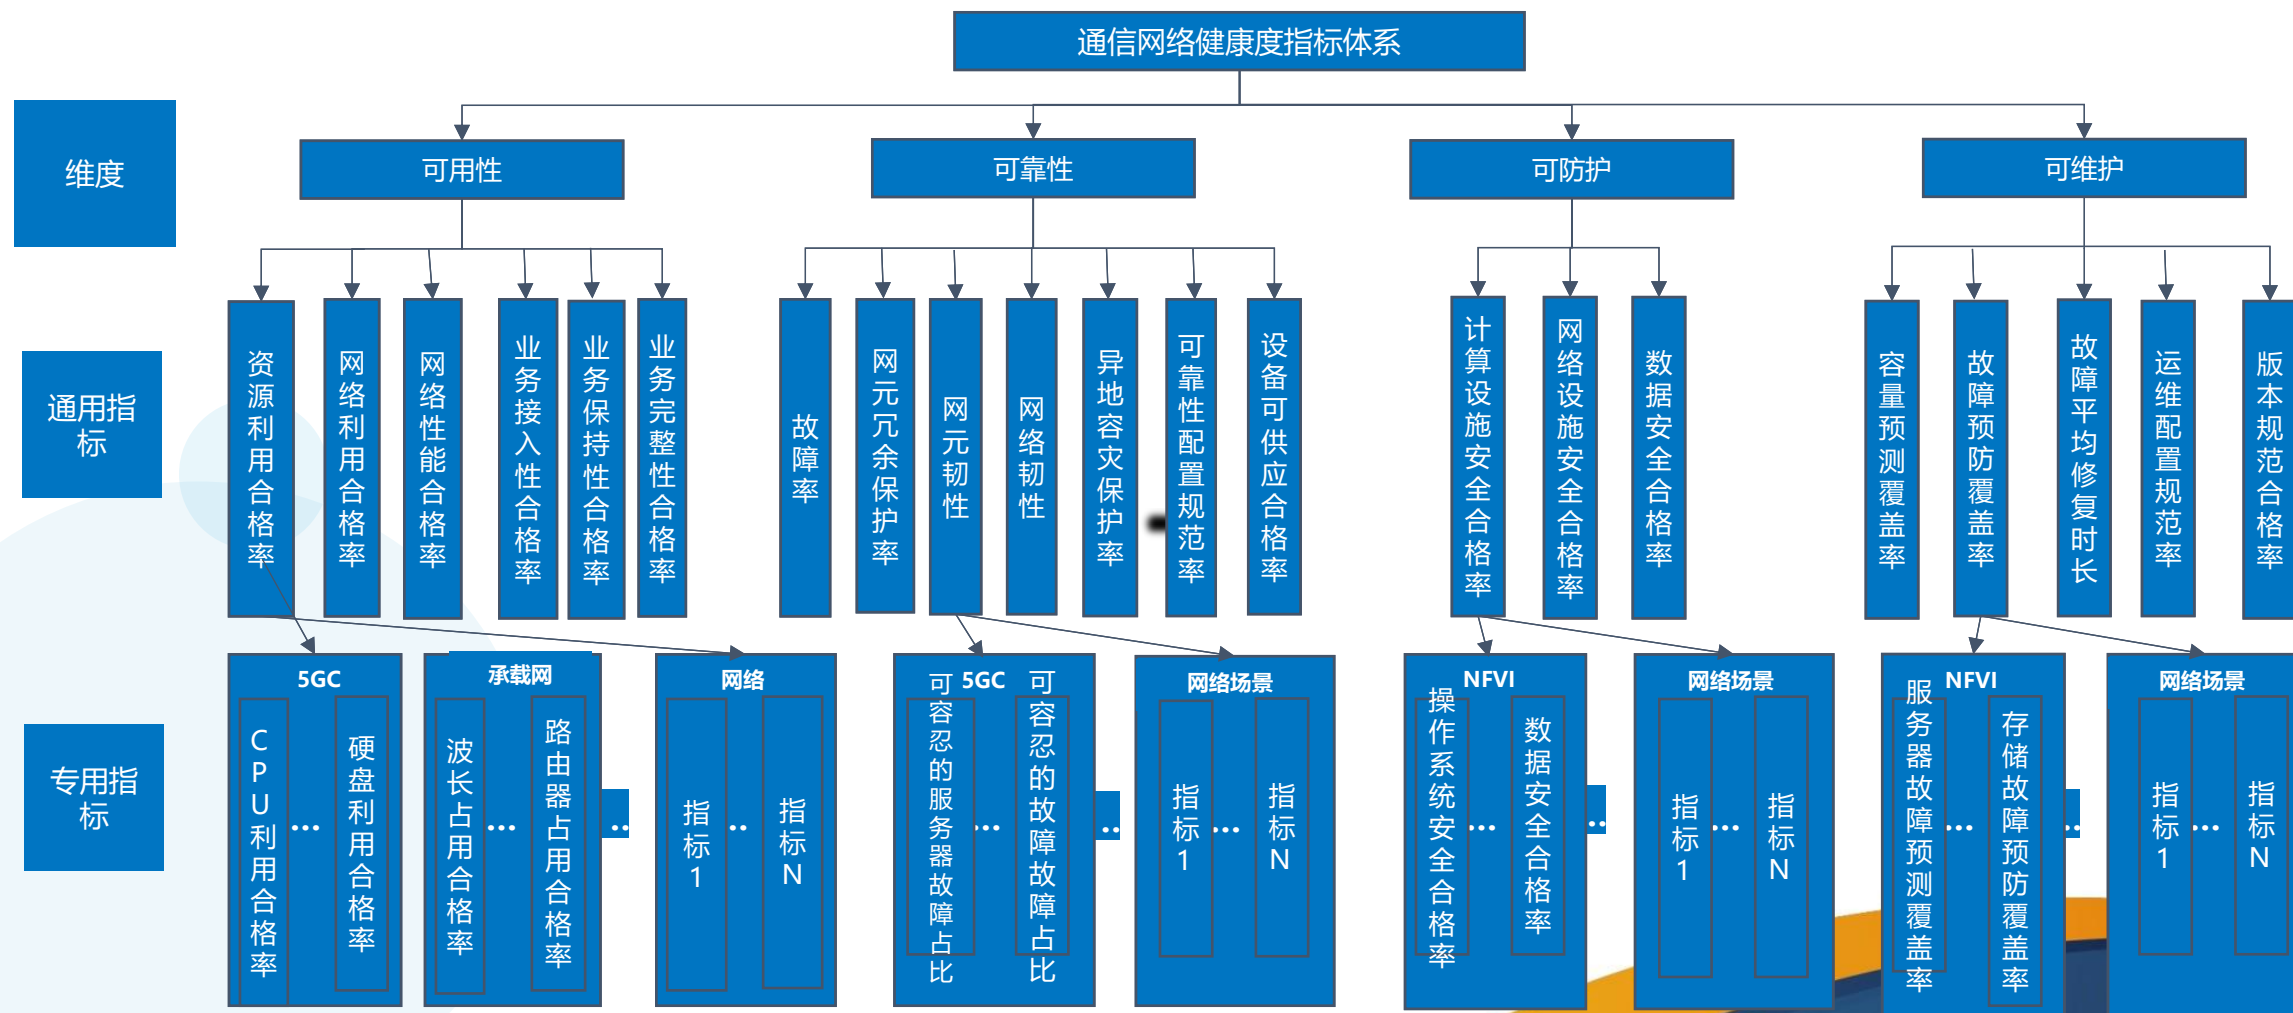 通信网络健康度指标体系
维度
可用性
可靠性
可防护
可维护
通用指标
资源利用合格率
网络利用合格率
网络性能合格率
业务接入性合格率
业务保持性合格率
业务完整性合格率
故障率
网元冗余保护率
网元韧性
网络韧性
异地容灾保护率
可靠性配置规范率
设备可供应合格率
计算设施安全合格率
网络设施安全合格率
数据安全合格率
容量预测覆盖率
故障预防覆盖率
故障平均修复时长
运维配置规范率
版本规范合格率
专用指标
5GC
CPU利用合格率
...
硬盘利用合格率
承载网
波长占用合格率
...
路由器占用合格率
..
网络
指标1
..
指标N
5GC
可容忍的服务器故障占比
...
可容忍的故障故障占比
..
网络场景
指标1
...
指标N
NFVI
操作系统安全合格率
...
数据安全合格率
..
网络场景
指标1
...
指标N
NFVI
服务器故障预测覆盖率
...
存储故障预防覆盖率
..
网络场景
指标1
...
指标N